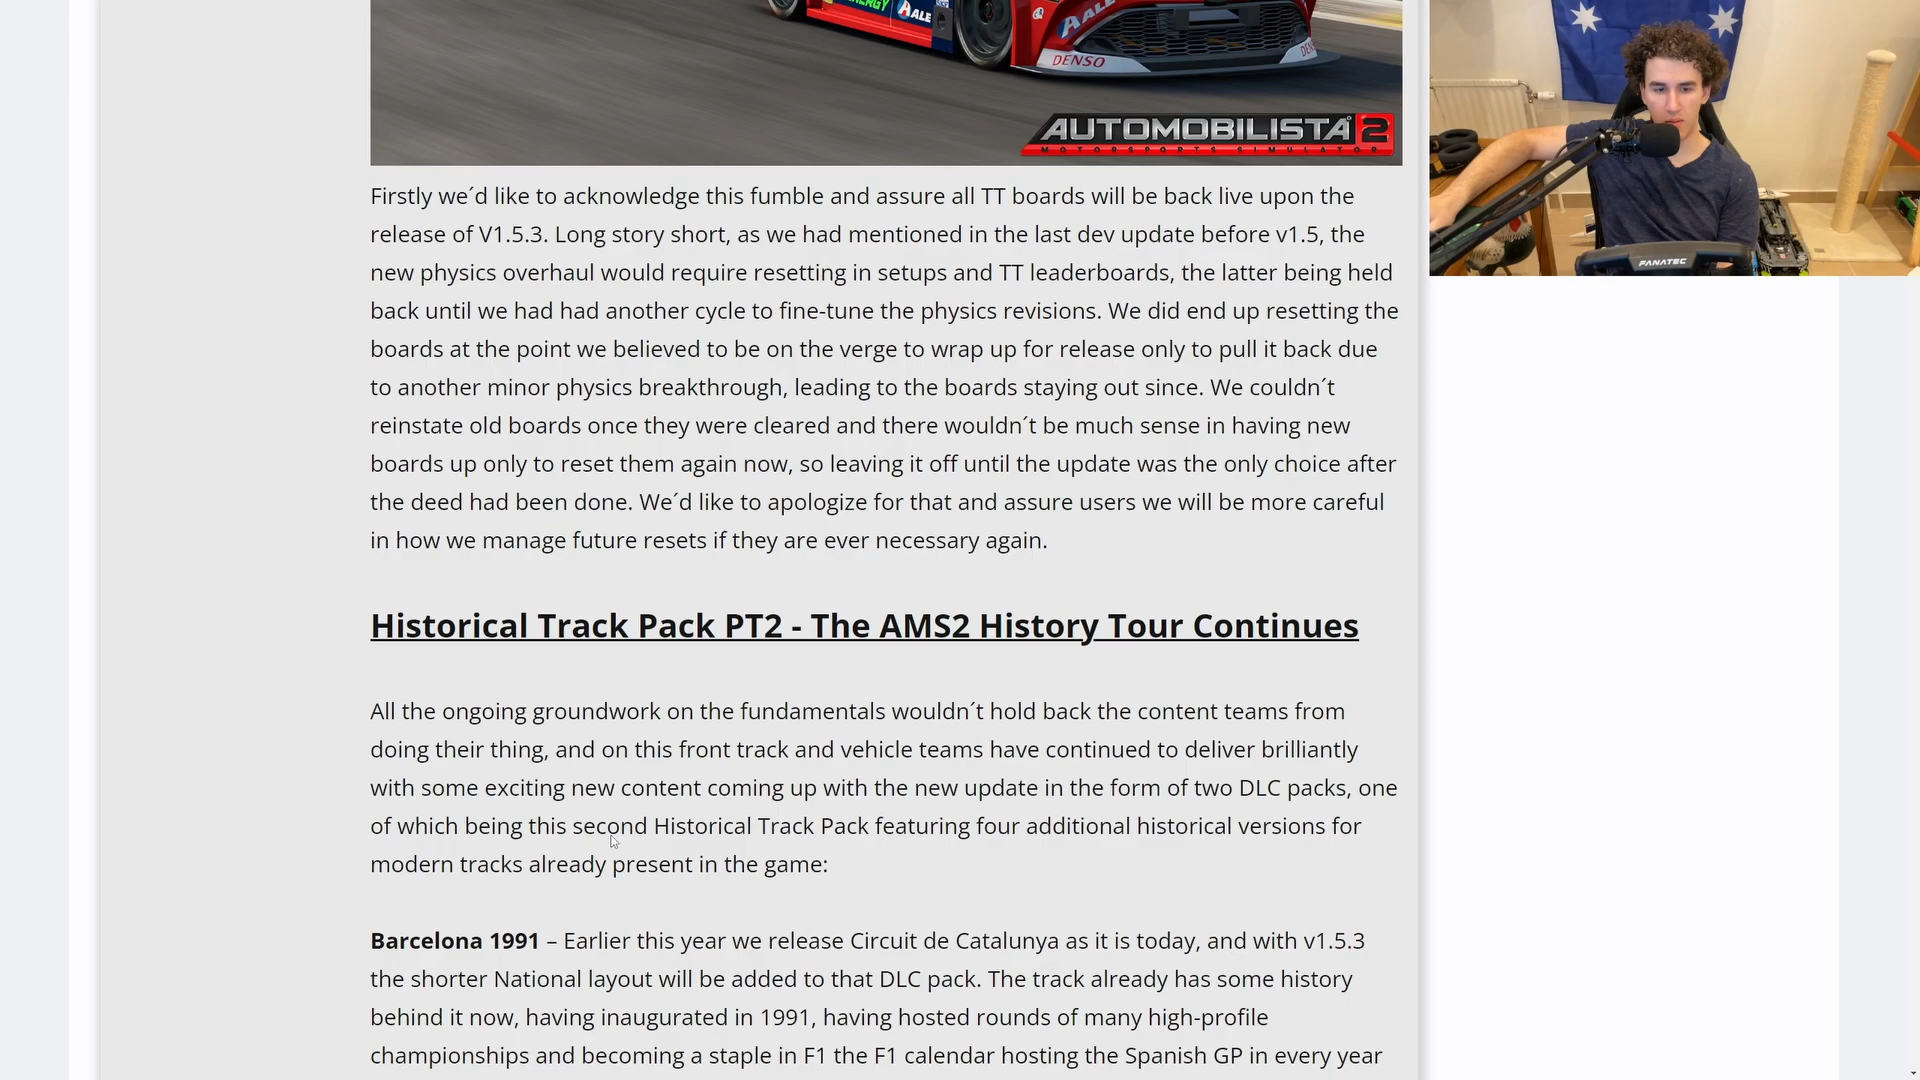 ENERGY
ALE
ALE
DENSO
DEN
AUTOMOBILISTA 2
MOTORSPORTS SIMULATOR
FANATEC
Firstly we´d like to acknowledge this fumble and assure all TT boards will be back live upon the
release of V1.5.3. Long story short, as we had mentioned in the last dev update before v1.5, the
new physics overhaul would require resetting in setups and TT leaderboards, the latter being held
back until we had had another cycle to fine-tune the physics revisions. We did end up resetting the
boards at the point we believed to be on the verge to wrap up for release only to pull it back due
to another minor physics breakthrough, leading to the boards staying out since. We couldn´t
reinstate old boards once they were cleared and there wouldn´t be much sense in having new
boards up only to reset them again now, so leaving it off until the update was the only choice after
the deed had been done. We´d like to apologize for that and assure users we will be more careful
in how we manage future resets if they are ever necessary again.
Historical Track Pack PT2 - The AMS2 History Tour Continues
All the ongoing groundwork on the fundamentals wouldn´t hold back the content teams from
doing their thing, and on this front track and vehicle teams have continued to deliver brilliantly
with some exciting new content coming up with the new update in the form of two DLC packs, one
of which being this second Historical Track Pack featuring four additional historical versions for
modern tracks already present in the game:
Barcelona 1991 – Earlier this year we release Circuit de Catalunya as it is today, and with v1.5.3
the shorter National layout will be added to that DLC pack. The track already has some history
behind it now, having inaugurated in 1991, having hosted rounds of many high-profile
championships and becoming a staple in F1 the F1 calendar hosting the Spanish GP in every year